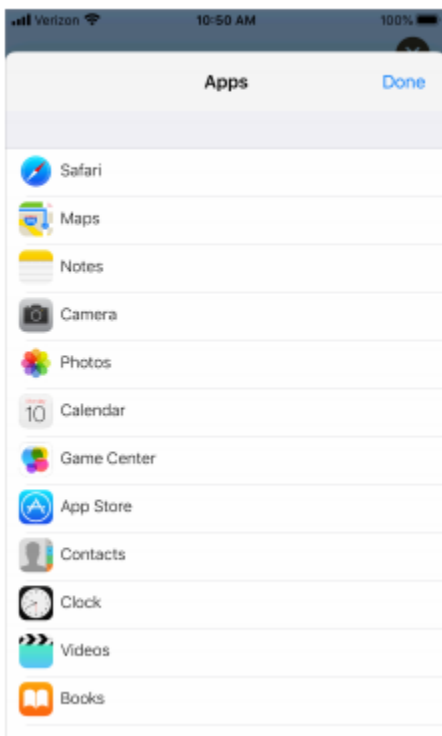 Verizon 10:50 AM 100%
Apps Done
Safari
Maps
Notes
Camera
Photos
10 Calendar
Game Center
App Store
Contacts
Clock
Videos
Books